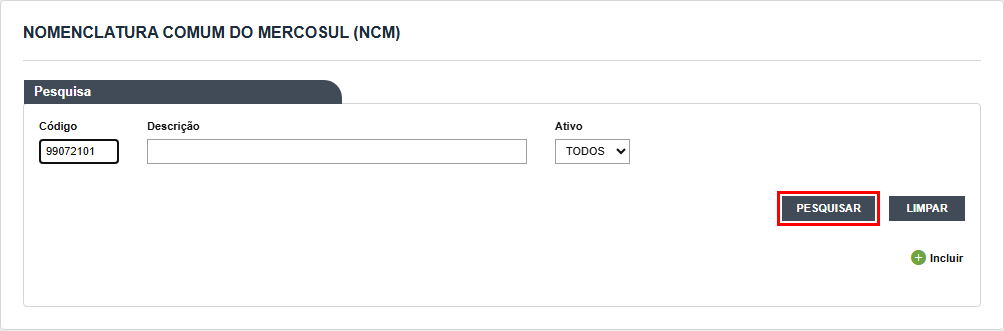 NOMENCLATURA COMUM DO MERCOSUL (NCM)
Pesquisa
Código Descrição Ativo
99072101 TODOS
PESQUISAR LIMPAR
Incluir